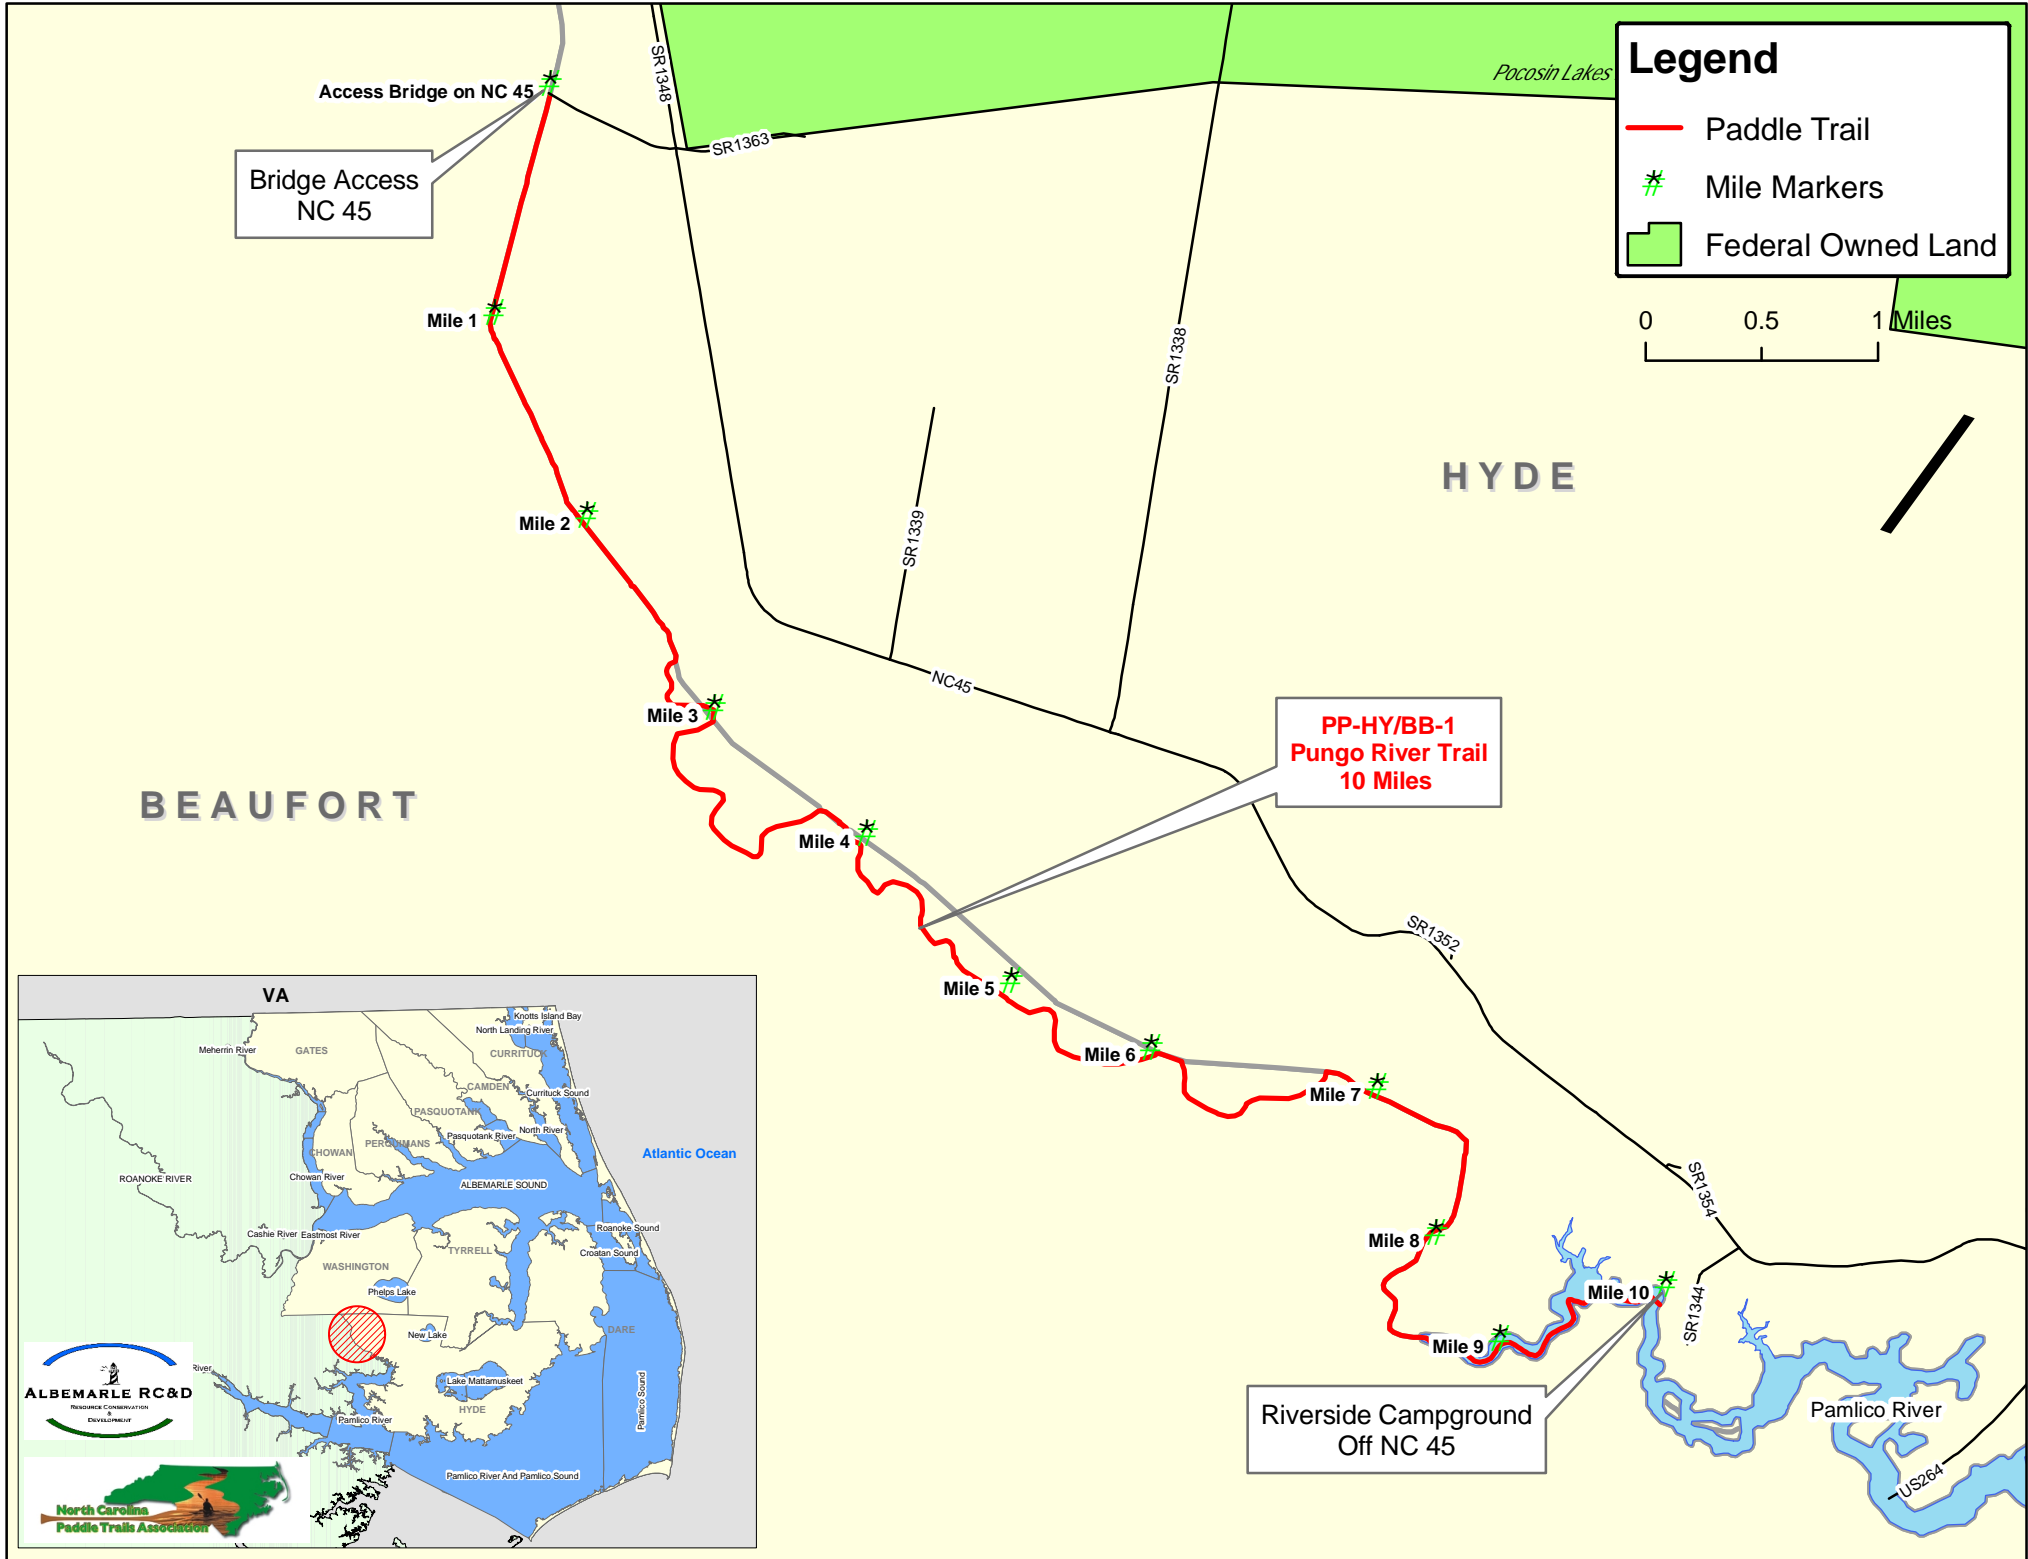 Access Bridge on NC 45
Bridge Access
NC 45
SR1348
SR1363
Pocosin Lakes
Legend
Paddle Trail
Mile Markers
Federal Owned Land
0 0.5 1 Miles
Mile 1
SR1338
HYDE
Mile 2
SR1339
NC45
Mile 3
PP-HY/BB-1
Pungo River Trail
10 Miles
BEAUFORT
Mile 4
SR1352
Mile 5
Mile 6
Mile 7
SR1354
Mile 8
Mile 10
SR1344
Mile 9
Riverside Campground
Off NC 45
Pamlico River
US264
VA
Knotts Island Bay
North Landing River
Meherrin River
GATES
CURRITUCK
CAMDEN
Currituck Sound
PASQUOTANK
North River
Pasquotank River
PERQUIMANS
CHOWAN
Atlantic Ocean
Chowan River
ROANOKE RIVER
ALBEMARLE SOUND
Roanoke Sound
Cashie River
Eastmost River
TYRRELL
Croatan Sound
WASHINGTON
Phelps Lake
New Lake
DARE
River
Lake Mattamuskeet
HYDE
Pamlico Sound
Pamlico River
Pamlico River And Pamlico Sound
ALBEMARLE RC&D
RESOURCE CONSERVATION
&
DEVELOPMENT
North Carolina
Paddle Trails Association